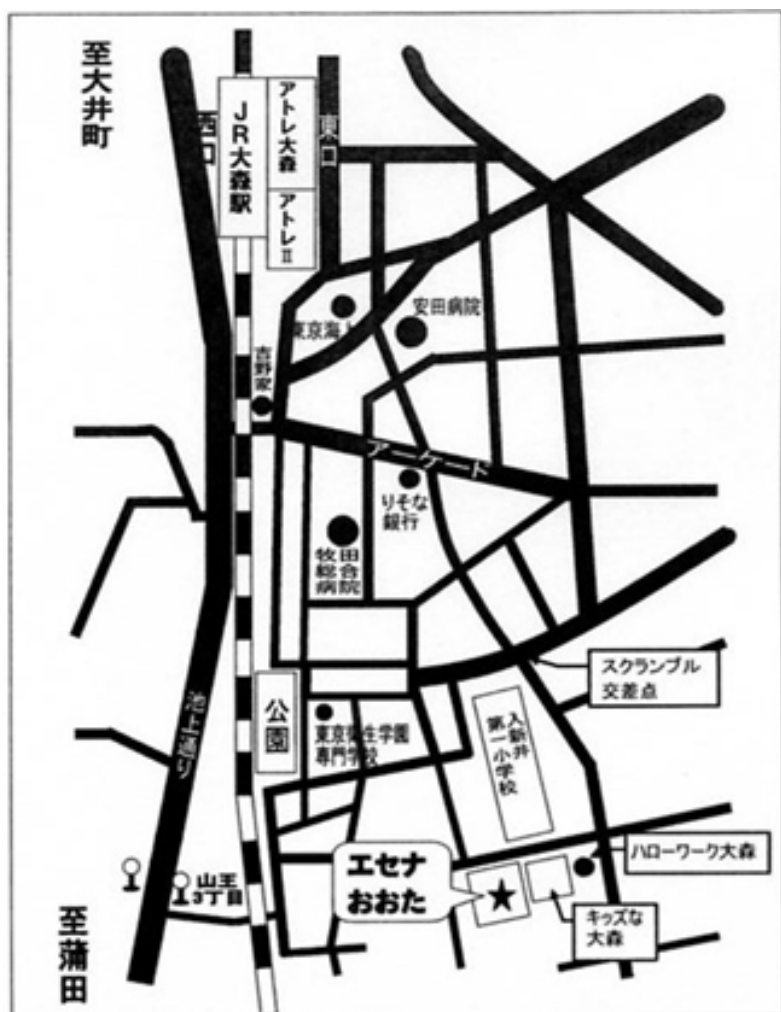 至大井町
西口
JR大森駅
アトレ大森
アトレⅡ
東口
東京海上
安田病院
吉野家
アーケード
りそな
銀行
牧田
総合
病院
スクランブル
交差点
公園
東京衛生学園
専門学校
入新井
第一小学校
池上通り
ハローワーク大森
エセナ
おおた
キッズな
大森
山王
3丁目
至蒲田